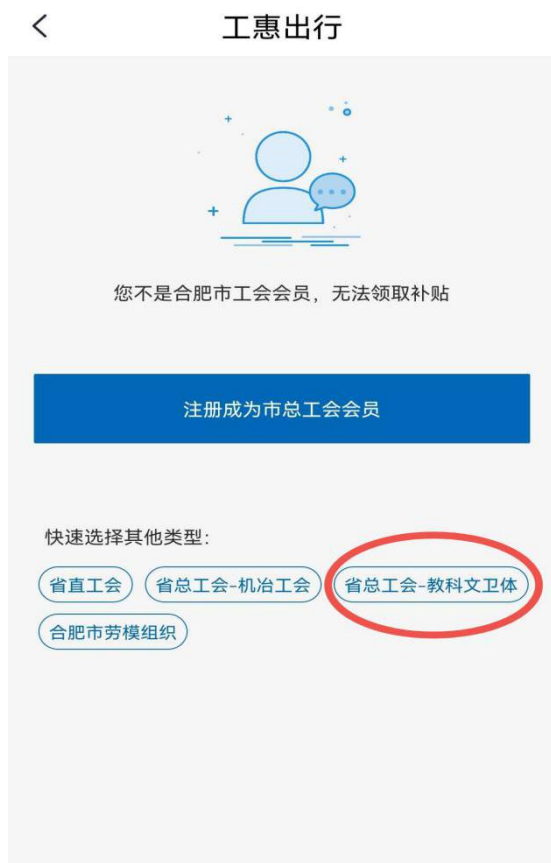 工惠出行
您不是合肥市工会会员，无法领取补贴
注册成为市总工会会员
快速选择其他类型:
省直工会 省总工会-机冶工会 省总工会-教科文卫体
合肥市劳模组织